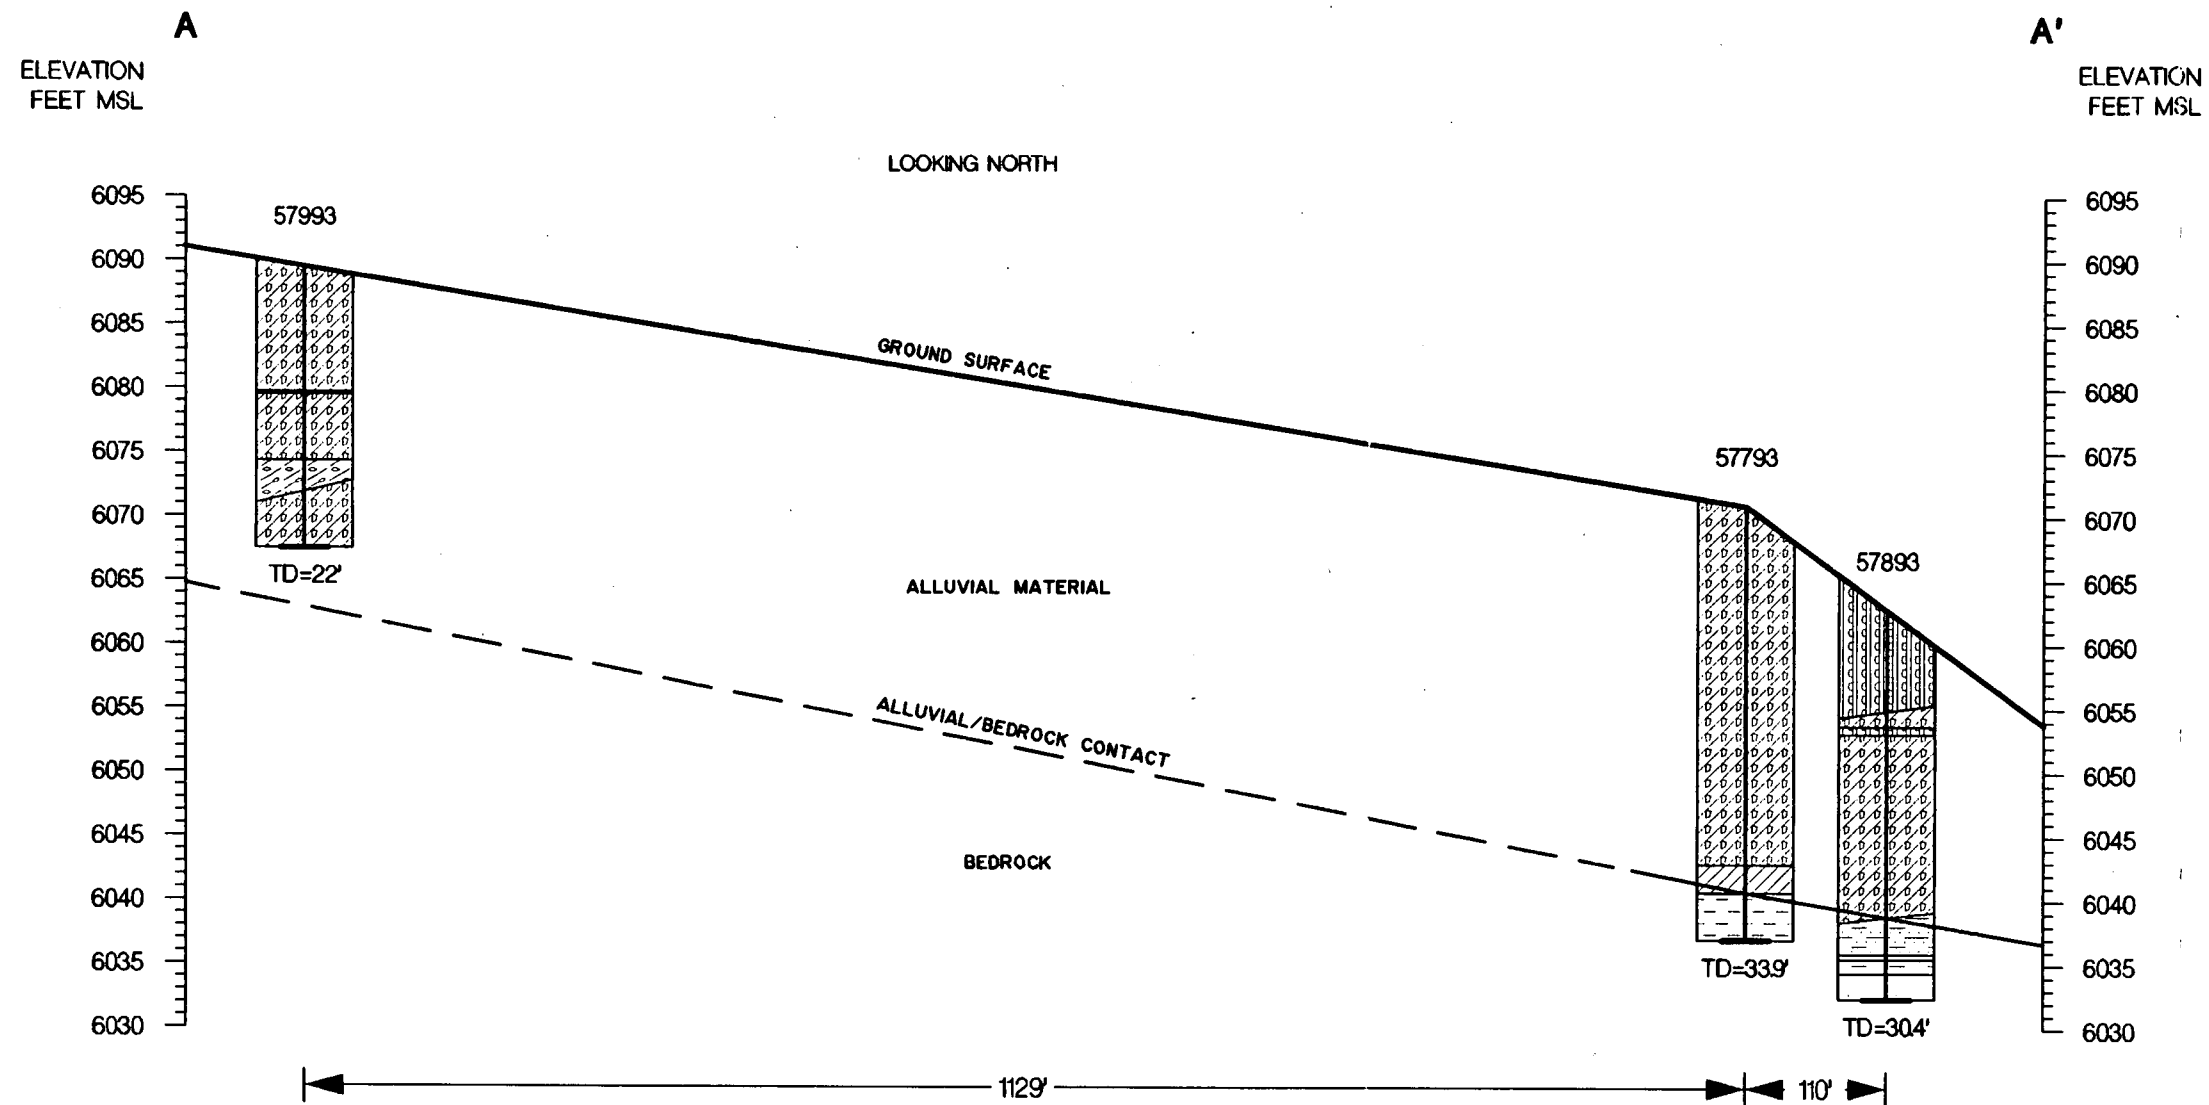 A
A'
ELEVATION
FEET MSL
ELEVATION
FEET MSL
LOOKING NORTH
6095
6090
6085
6080
6075
6070
6065
6060
6055
6050
6045
6040
6035
6030
57993
TD=22'
GROUND SURFACE
ALLUVIAL MATERIAL
ALLUVIAL/BEDROCK CONTACT
BEDROCK
57793
TD=33.9'
57893
TD=30.4'
6095
6090
6085
6080
6075
6070
6065
6060
6055
6050
6045
6040
6035
6030
1129'
110'